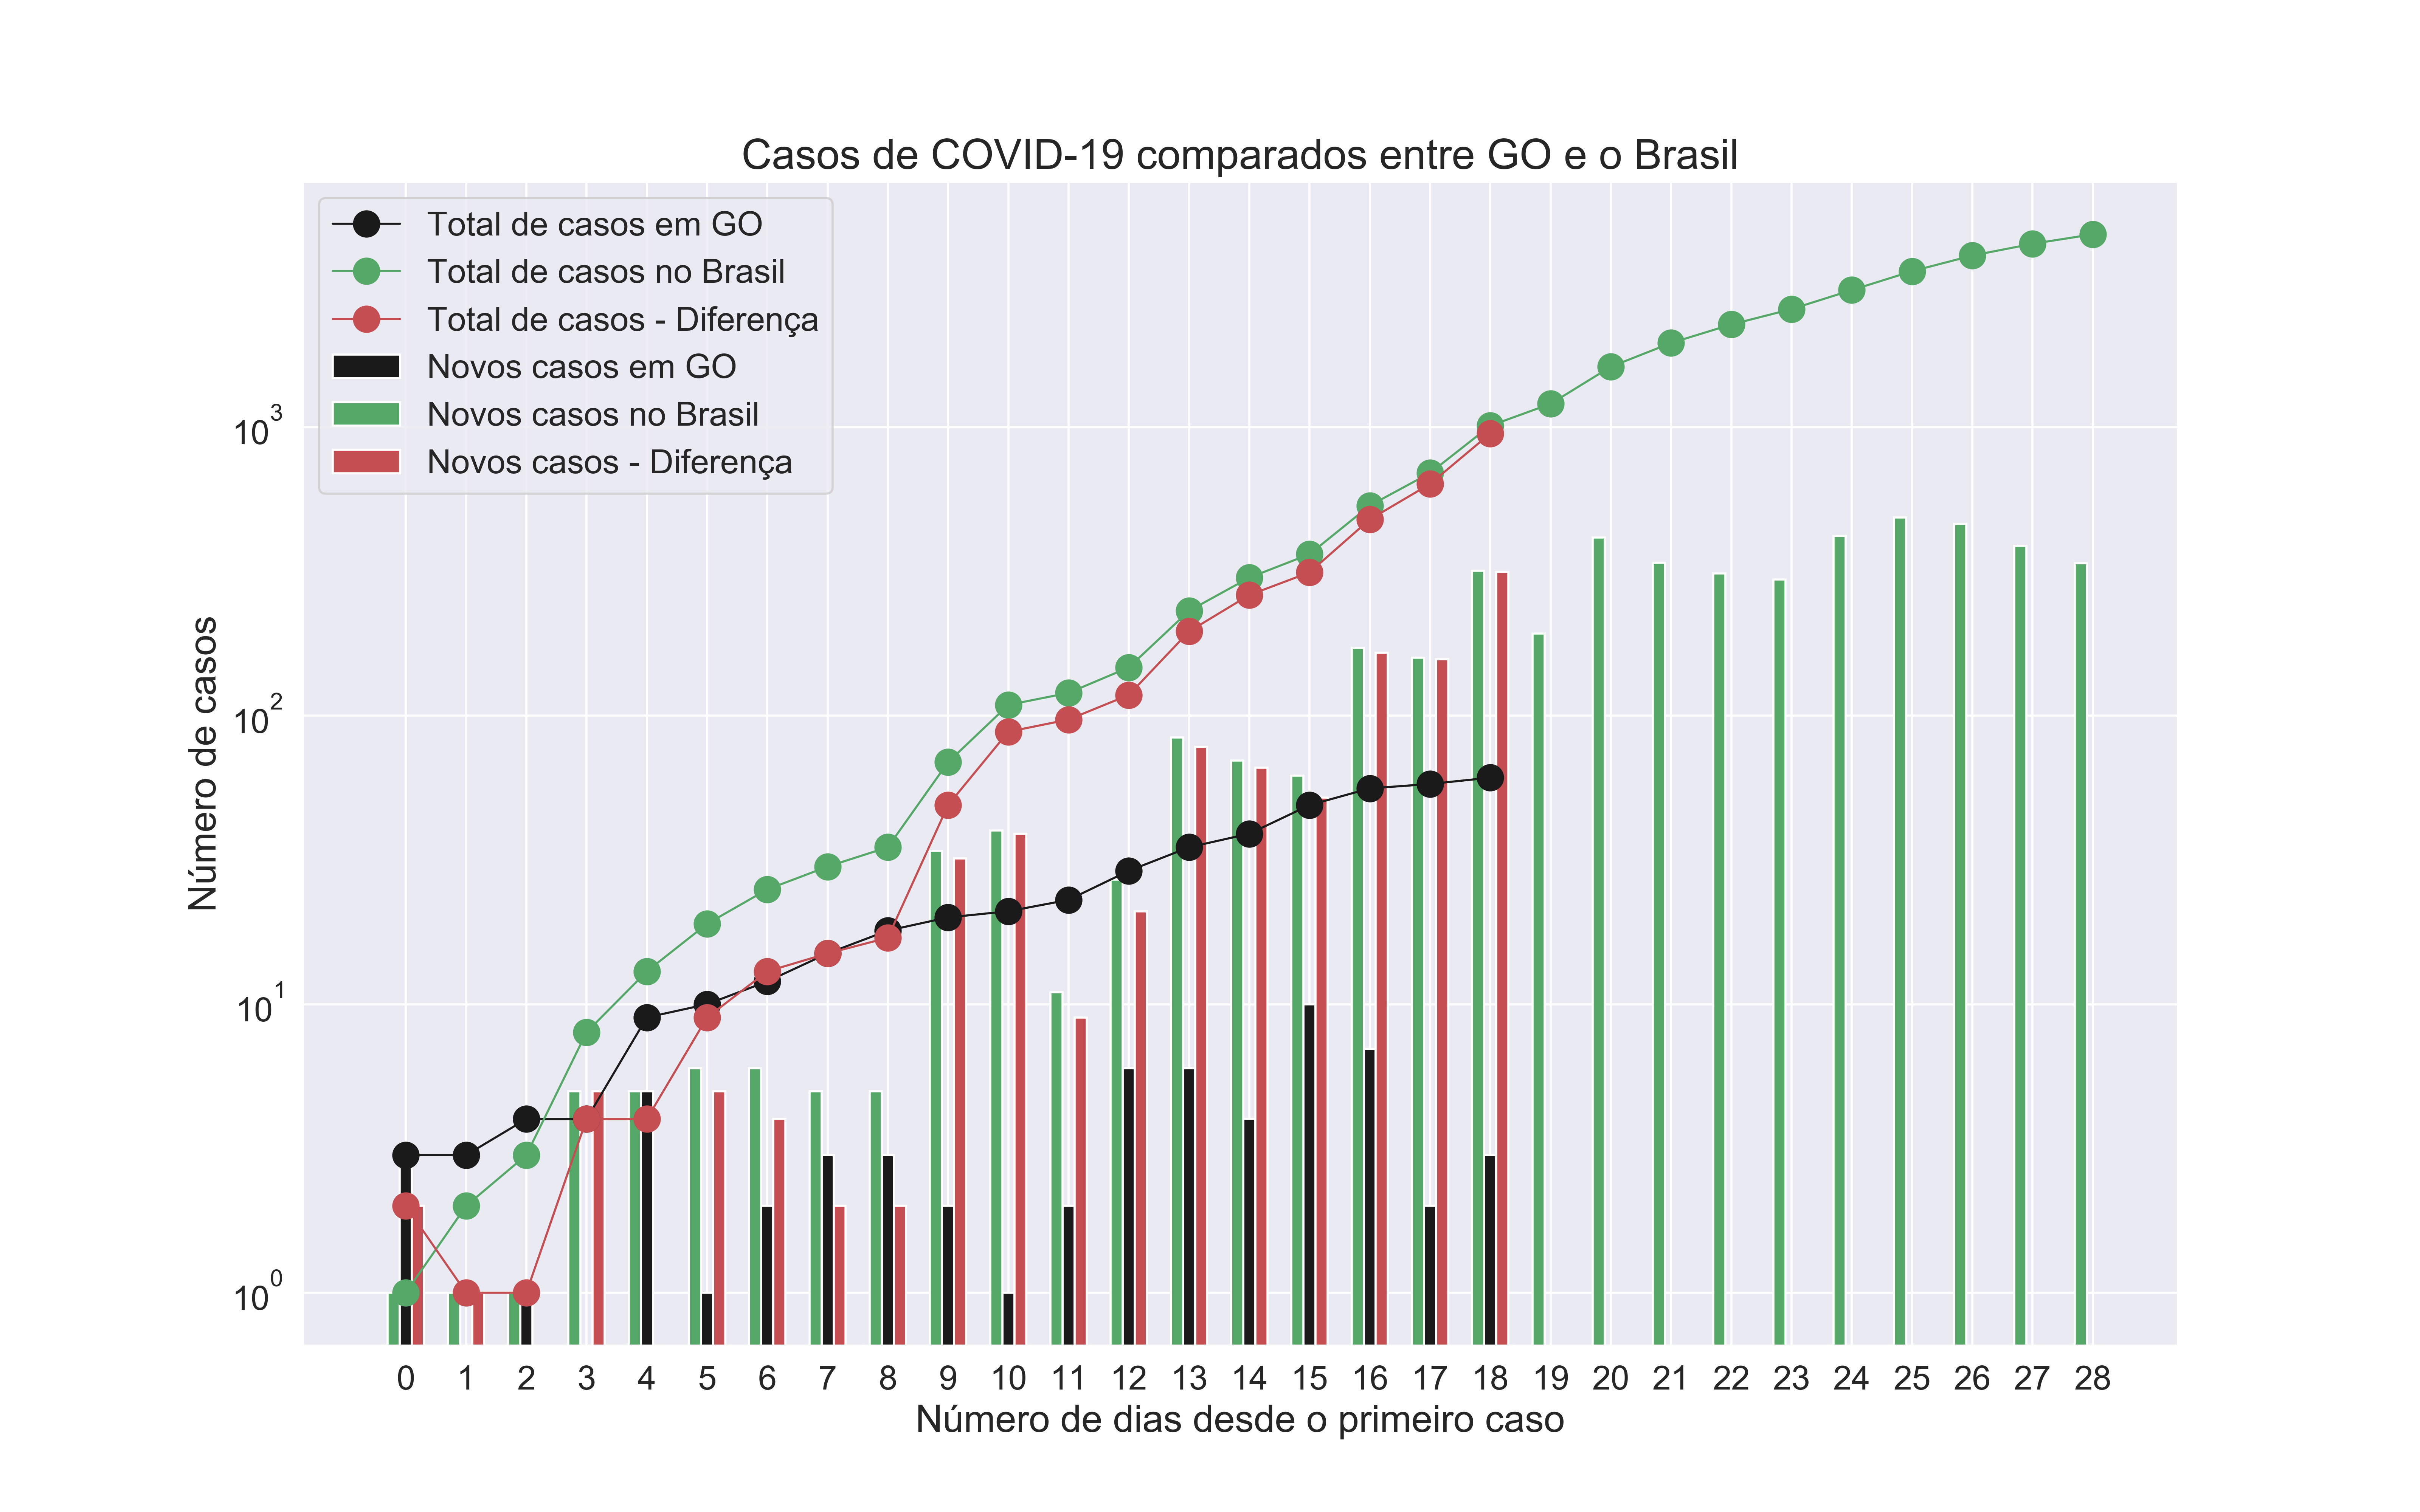 Casos de COVID-19 comparados entre GO e o Brasil
Total de casos em GO
Total de casos no Brasil
Total de casos - Diferença
Novos casos em GO
Novos casos no Brasil
Novos casos - Diferença
10³
10²
10¹
10⁰
Número de casos
0 1 2 3 4 5 6 7 8 9 10 11 12 13 14 15 16 17 18 19 20 21 22 23 24 25 26 27 28
Número de dias desde o primeiro caso